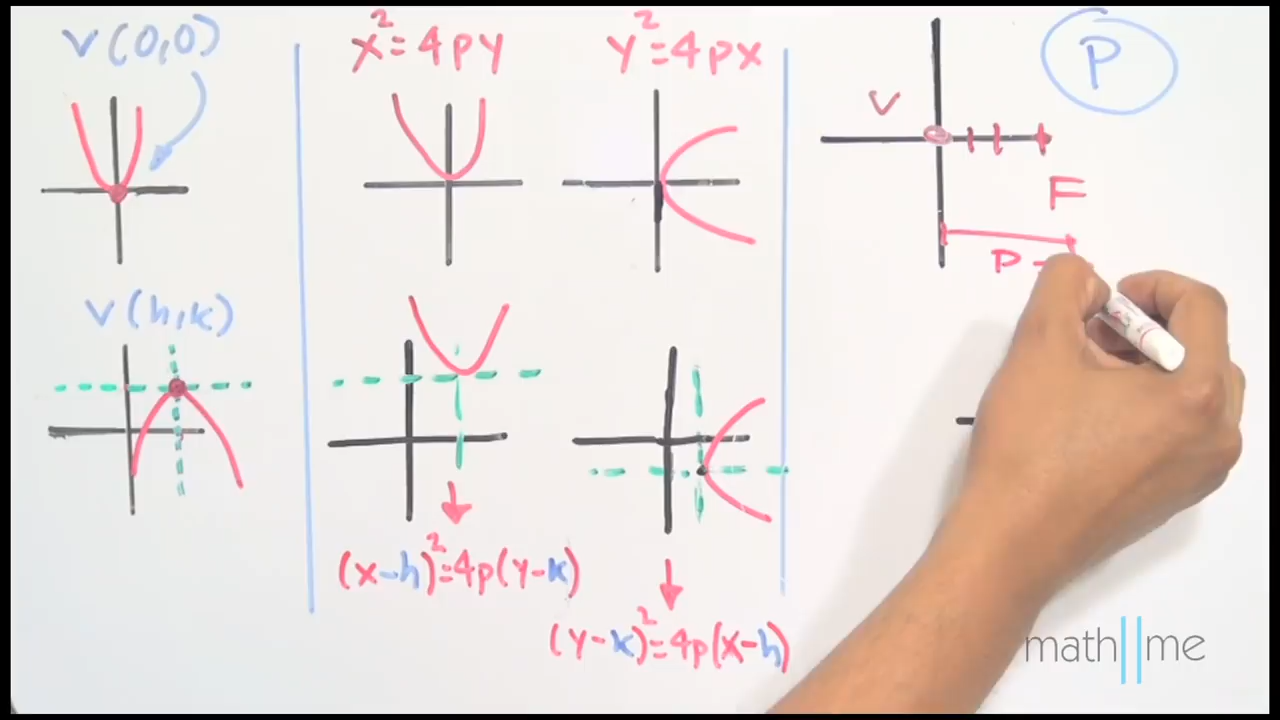 V(0,0)
V(h,k)
x²=4py
y²=4px
(x-h)²=4p(y-k)
(y-k)²=4p(x-h)
P
V
F
P
math me